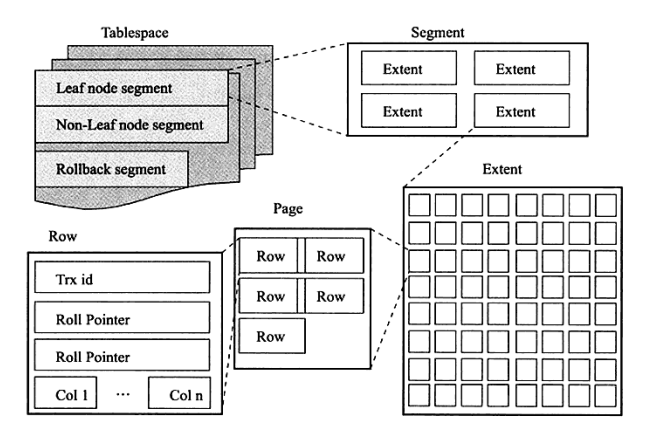 Tablespace
Leaf node segment
Non-Leaf node segment
Rollback segment
Segment
Extent Extent
Extent Extent
Extent
Page
Row Row
Row Row
Row
Row
Trx id
Roll Pointer
Roll Pointer
Col 1 ... Col n